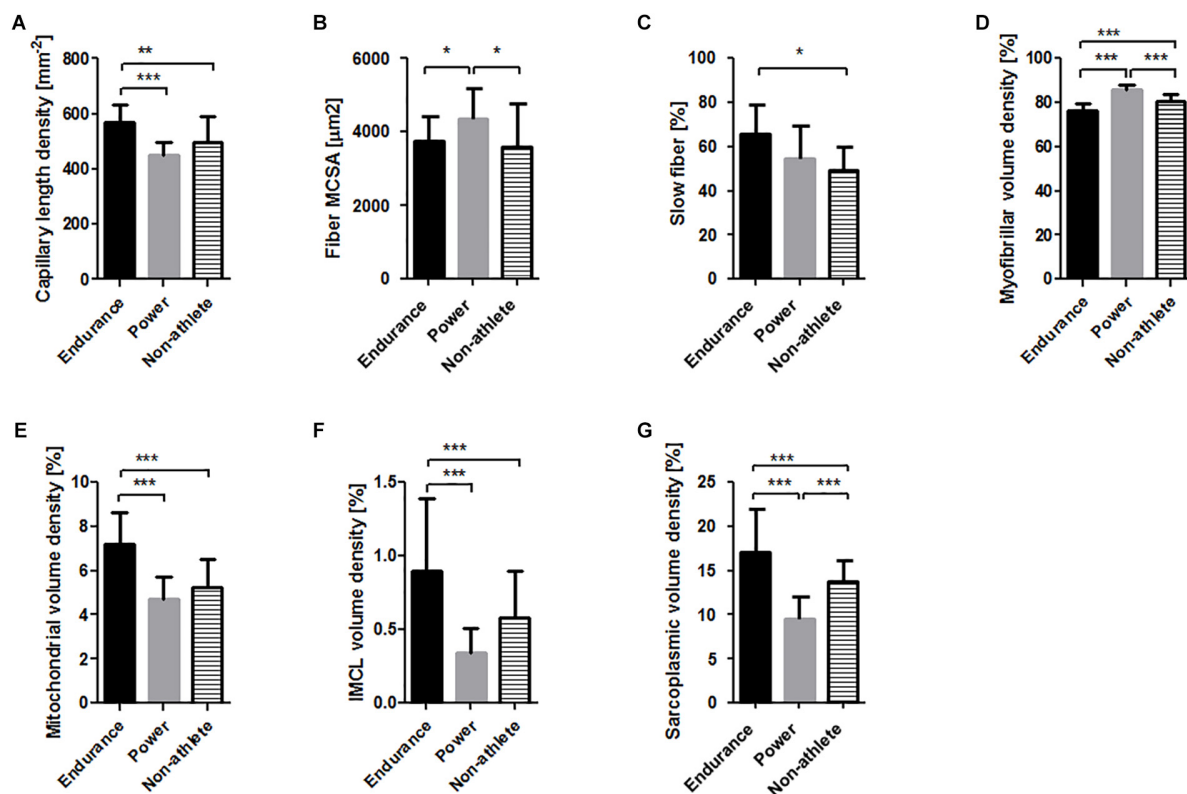 A
Capillary length density [mm-2]
800
600
400
200
0
**
***
Endurance
Power
Non-athlete
B
Fiber MCSA [µm2]
6000
4000
2000
0
*
*
Endurance
Power
Non-athlete
C
Slow fiber [%]
100
80
60
40
20
0
*
Endurance
Power
Non-athlete
D
Myofibrillar volume density [%]
100
80
60
40
20
0
***
***
***
Endurance
Power
Non-athlete
E
Mitochondrial volume density [%]
10
8
6
4
2
0
***
***
Endurance
Power
Non-athlete
F
IMCL volume density [%]
1.5
1.0
0.5
0.0
***
***
Endurance
Power
Non-athlete
G
Sarcoplasmic volume density [%]
25
20
15
10
5
0
***
***
***
Endurance
Power
Non-athlete